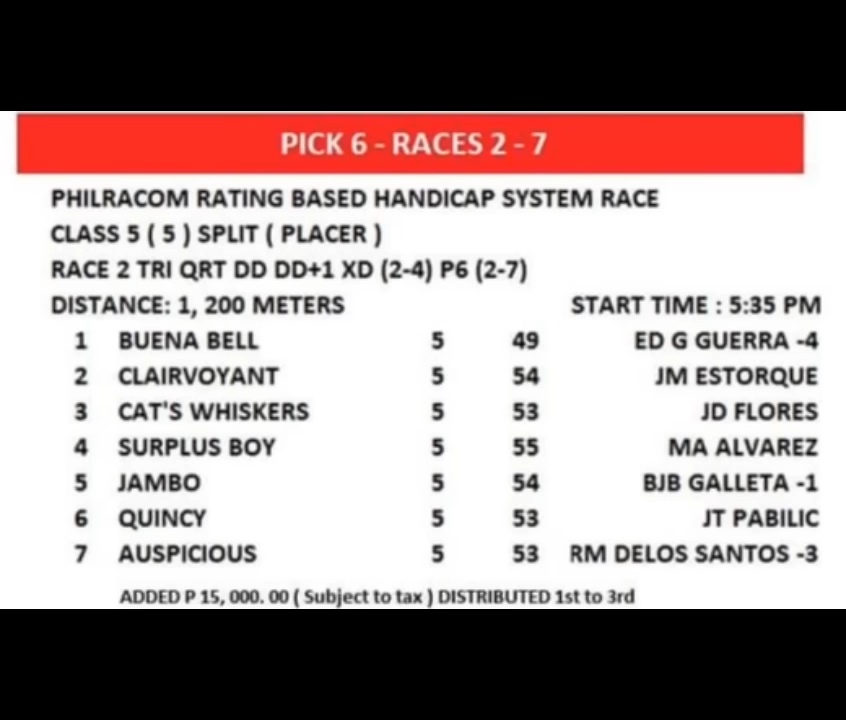 PICK 6 - RACES 2 - 7
PHILRACOM RATING BASED HANDICAP SYSTEM RACE
CLASS 5 ( 5 ) SPLIT ( PLACER )
RACE 2 TRI QRT DD DD+1 XD (2-4) P6 (2-7)
DISTANCE: 1, 200 METERS START TIME : 5:35 PM
1 BUENA BELL 5 49 ED G GUERRA -4
2 CLAIRVOYANT 5 54 JM ESTORQUE
3 CAT'S WHISKERS 5 53 JD FLORES
4 SURPLUS BOY 5 55 MA ALVAREZ
5 JAMBO 5 54 BJB GALLETA -1
6 QUINCY 5 53 JT PABILIC
7 AUSPICIOUS 5 53 RM DELOS SANTOS -3
ADDED P 15, 000. 00 ( Subject to tax ) DISTRIBUTED 1st to 3rd